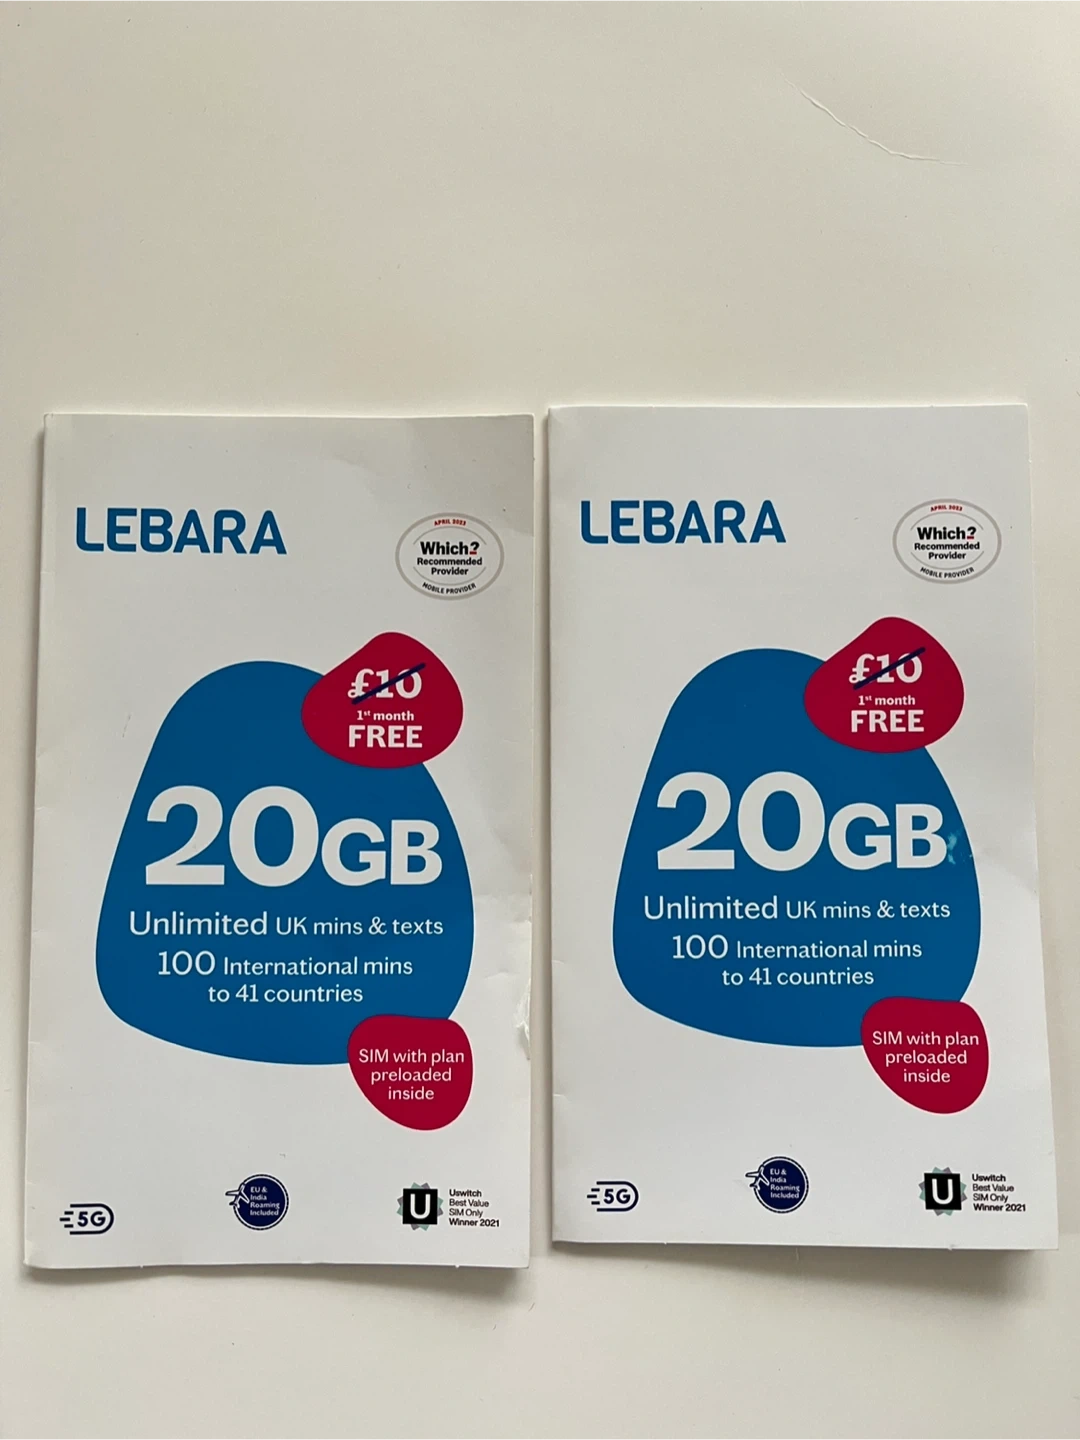 LEBARA
APRIL 2023
Which?
Recommended
Provider
MOBILE PROVIDER
£10
1st month
FREE
20GB
Unlimited UK mins & texts
100 International mins
to 41 countries
SIM with plan
preloaded
inside
5G
EU &
India
Roaming
Included
U
Uswitch
Best Value
SIM Only
Winner 2021
LEBARA
APRIL 2023
Which?
Recommended
Provider
MOBILE PROVIDER
£10
1st month
FREE
20GB
Unlimited UK mins & texts
100 International mins
to 41 countries
SIM with plan
preloaded
inside
5G
EU &
India
Roaming
Included
U
Uswitch
Best Value
SIM Only
Winner 2021